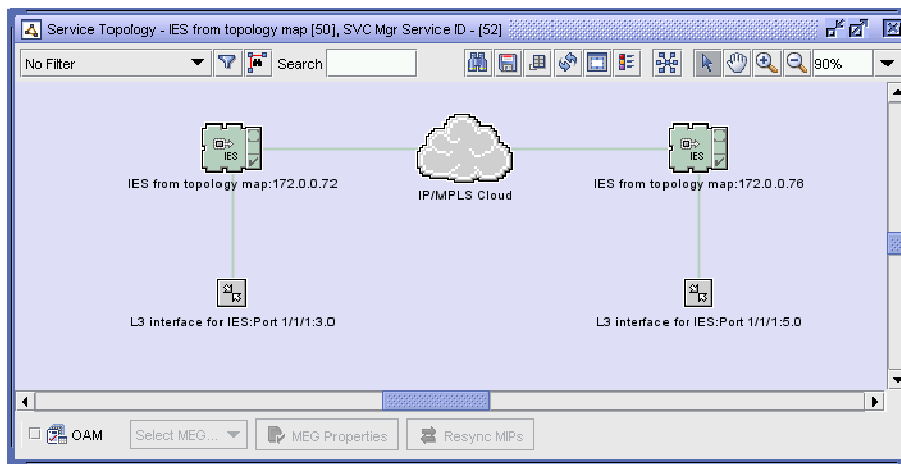 Service Topology - IES from topology map [50], SVC Mgr Service ID - [52]
No Filter
Search
90%
IES
IES
IES from topology map:172.0.0.72
IP/MPLS Cloud
IES from topology map:172.0.0.76
L3 interface for IES:Port 1/1/1:3.0
L3 interface for IES:Port 1/1/1:5.0
OAM
Select MEG...
MEG Properties
Resync MIPs